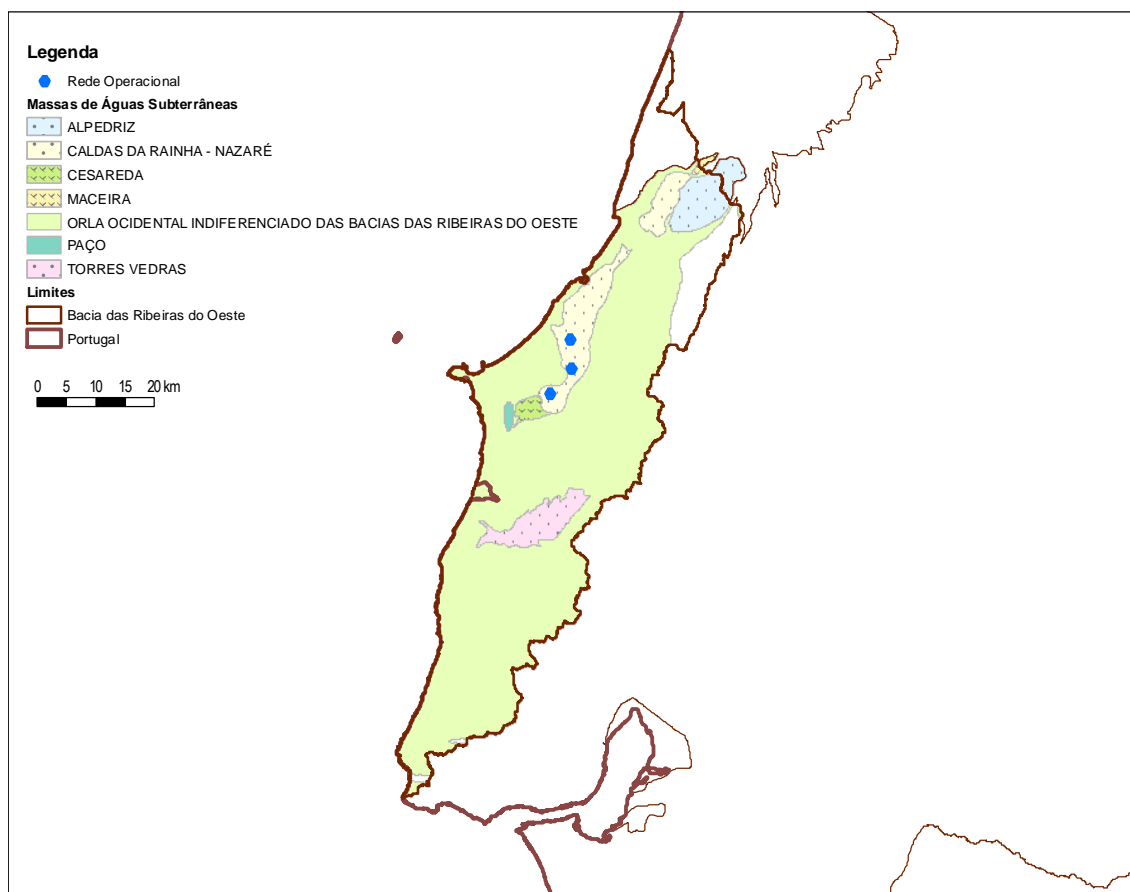 Legenda
Rede Operacional
Massas de Águas Subterrâneas
ALPEDRIZ
CALDAS DA RAINHA - NAZARÉ
CESAREDA
MACEIRA
ORLA OCIDENTAL INDIFERENCIADO DAS BACIAS DAS RIBEIRAS DO OESTE
PAÇO
TORRES VEDRAS
Limites
Bacia das Ribeiras do Oeste
Portugal
0 5 10 15 20 km